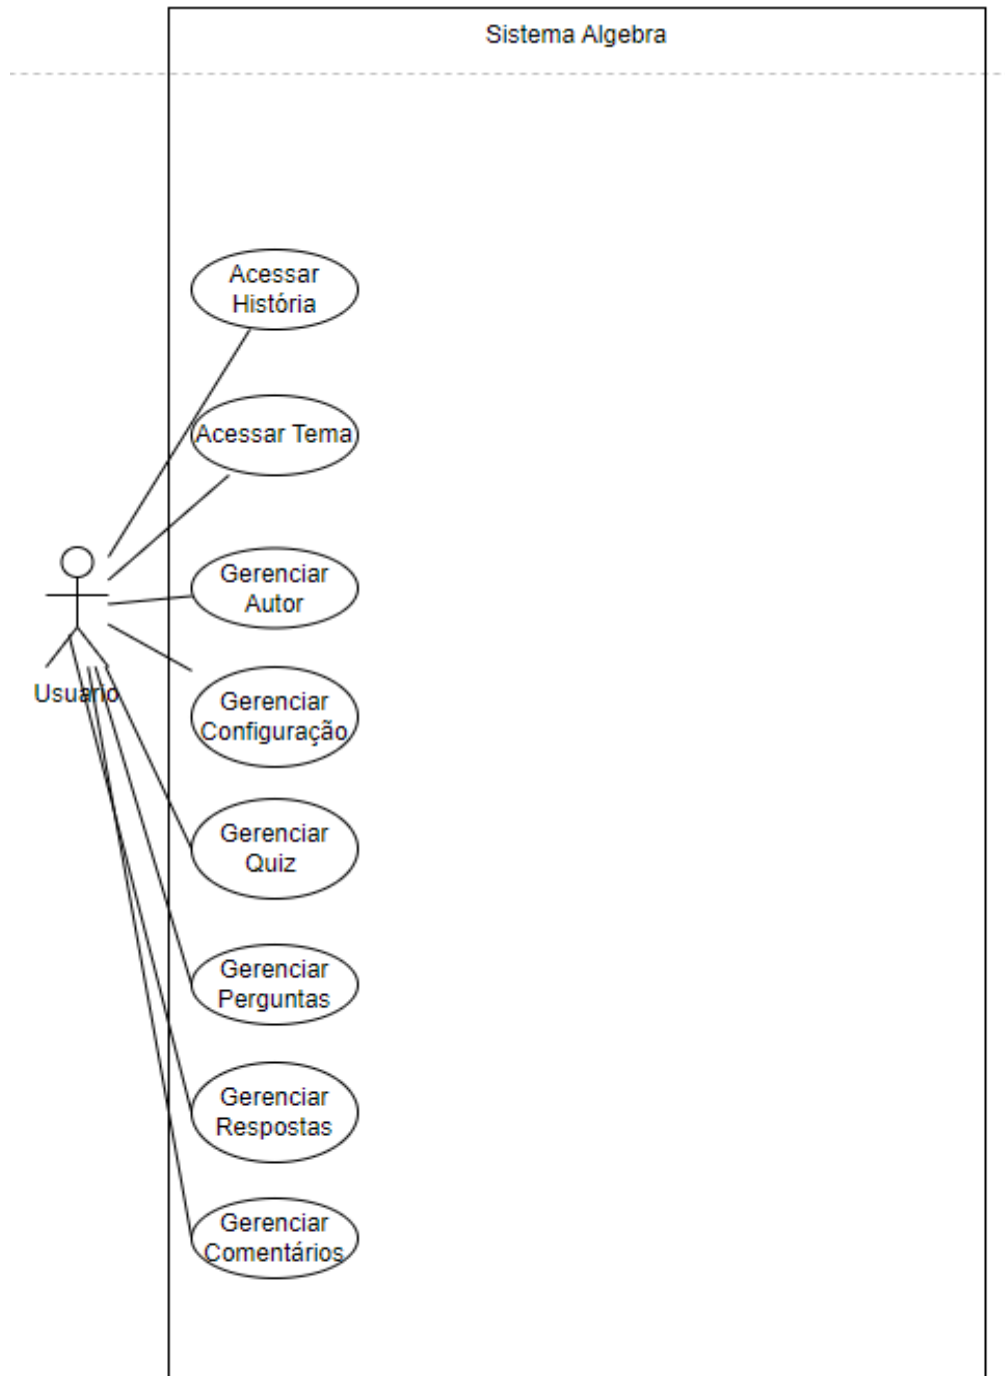 Sistema Algebra
Acessar
História
Acessar Tema
Gerenciar
Autor
Usuario
Gerenciar
Configuração
Gerenciar
Quiz
Gerenciar
Perguntas
Gerenciar
Respostas
Gerenciar
Comentários